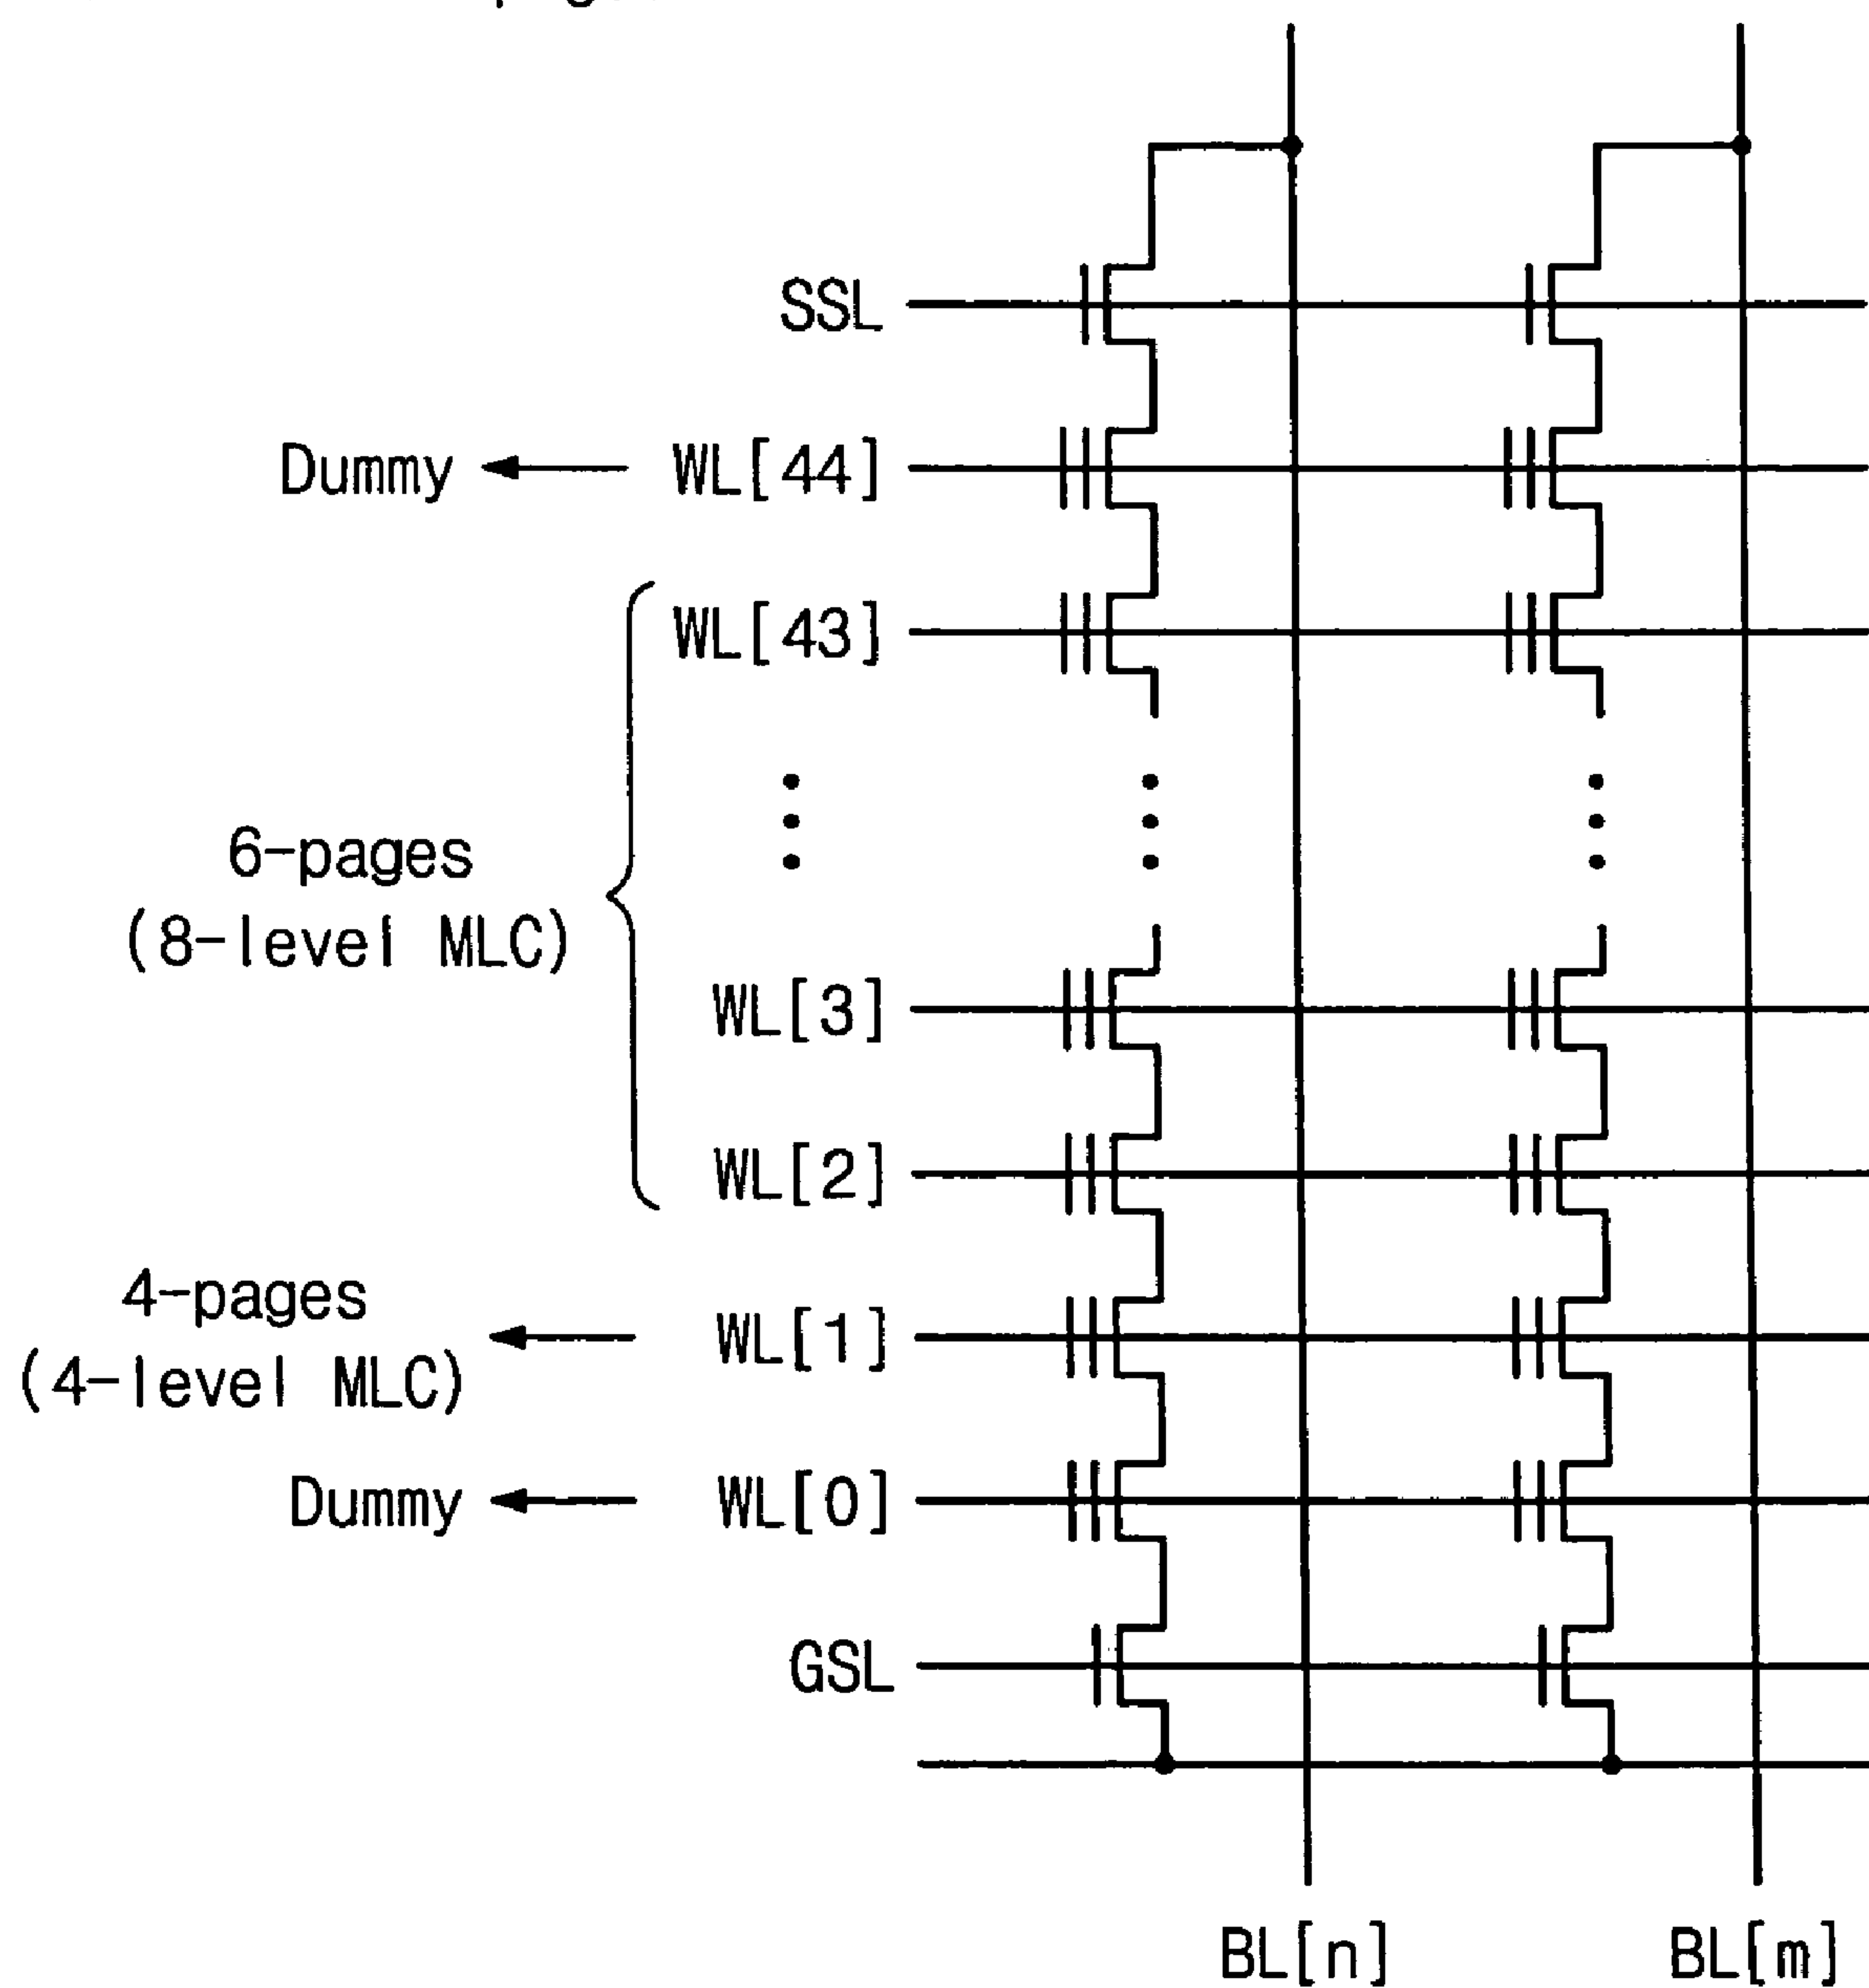 SSL
Dummy WL[44]
WL[43]
6-pages
(8-level MLC)
WL[3]
WL[2]
4-pages
(4-level MLC)
WL[1]
Dummy WL[0]
GSL
BL[n] BL[m]